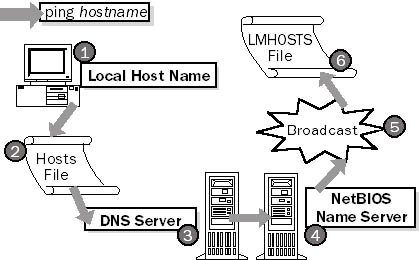 ping hostname
1
Local Host Name
2
Hosts
File
DNS Server
3
4
NetBIOS
Name Server
Broadcast
5
LMHOSTS
File
6